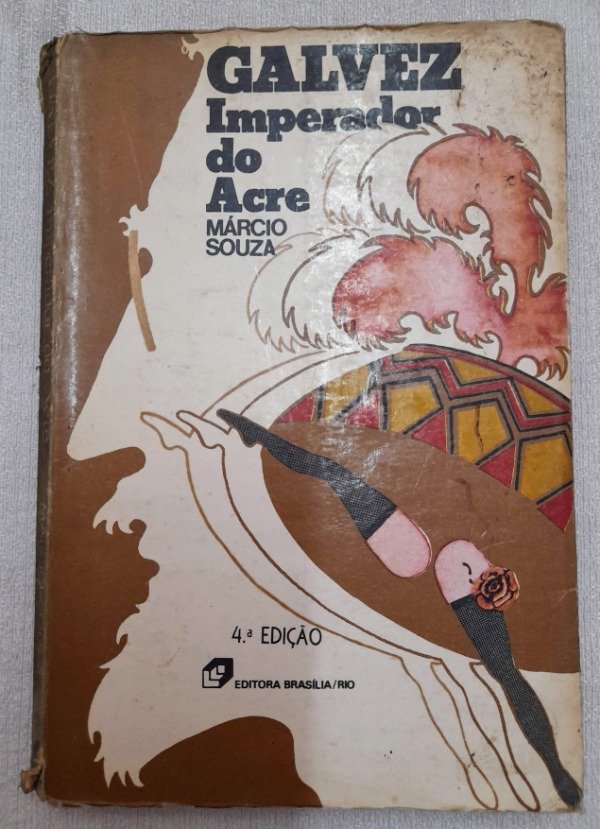 GALVEZ
Imperador
do
Acre
MÁRCIO
SOUZA
4.ª EDIÇÃO
EDITORA BRASÍLIA/RIO